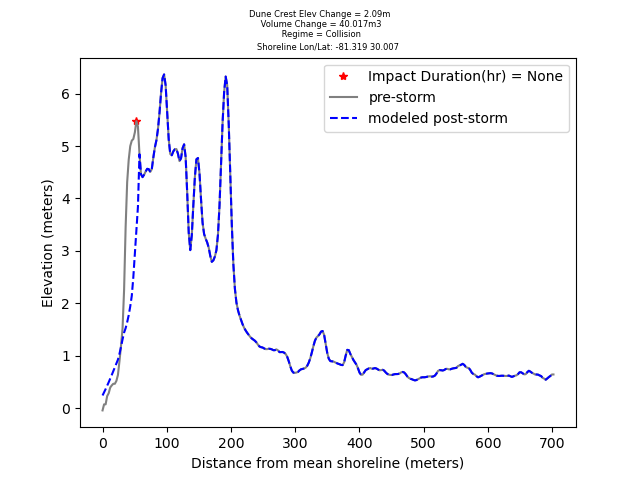 Dune Crest Elev Change = 2.09m
Volume Change = 40.017m3
Regime = Collision
Shoreline Lon/Lat: -81.319 30.007
Impact Duration(hr) = None
pre-storm
modeled post-storm
Elevation (meters)
6
5
4
3
2
1
0
0 100 200 300 400 500 600 700
Distance from mean shoreline (meters)